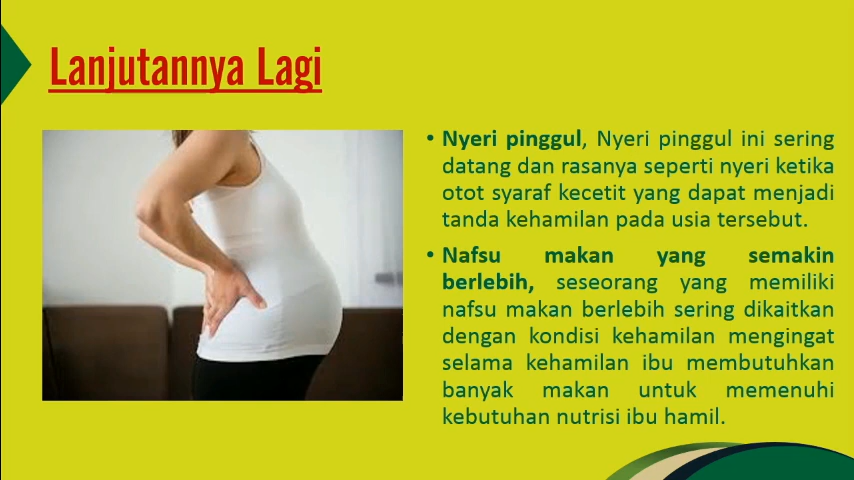 Lanjutannya Lagi
• Nyeri pinggul, Nyeri pinggul ini sering
datang dan rasanya seperti nyeri ketika
otot syaraf kecetit yang dapat menjadi
tanda kehamilan pada usia tersebut.
• Nafsu makan yang semakin
berlebih, seseorang yang memiliki
nafsu makan berlebih sering dikaitkan
dengan kondisi kehamilan mengingat
selama kehamilan ibu membutuhkan
banyak makan untuk memenuhi
kebutuhan nutrisi ibu hamil.